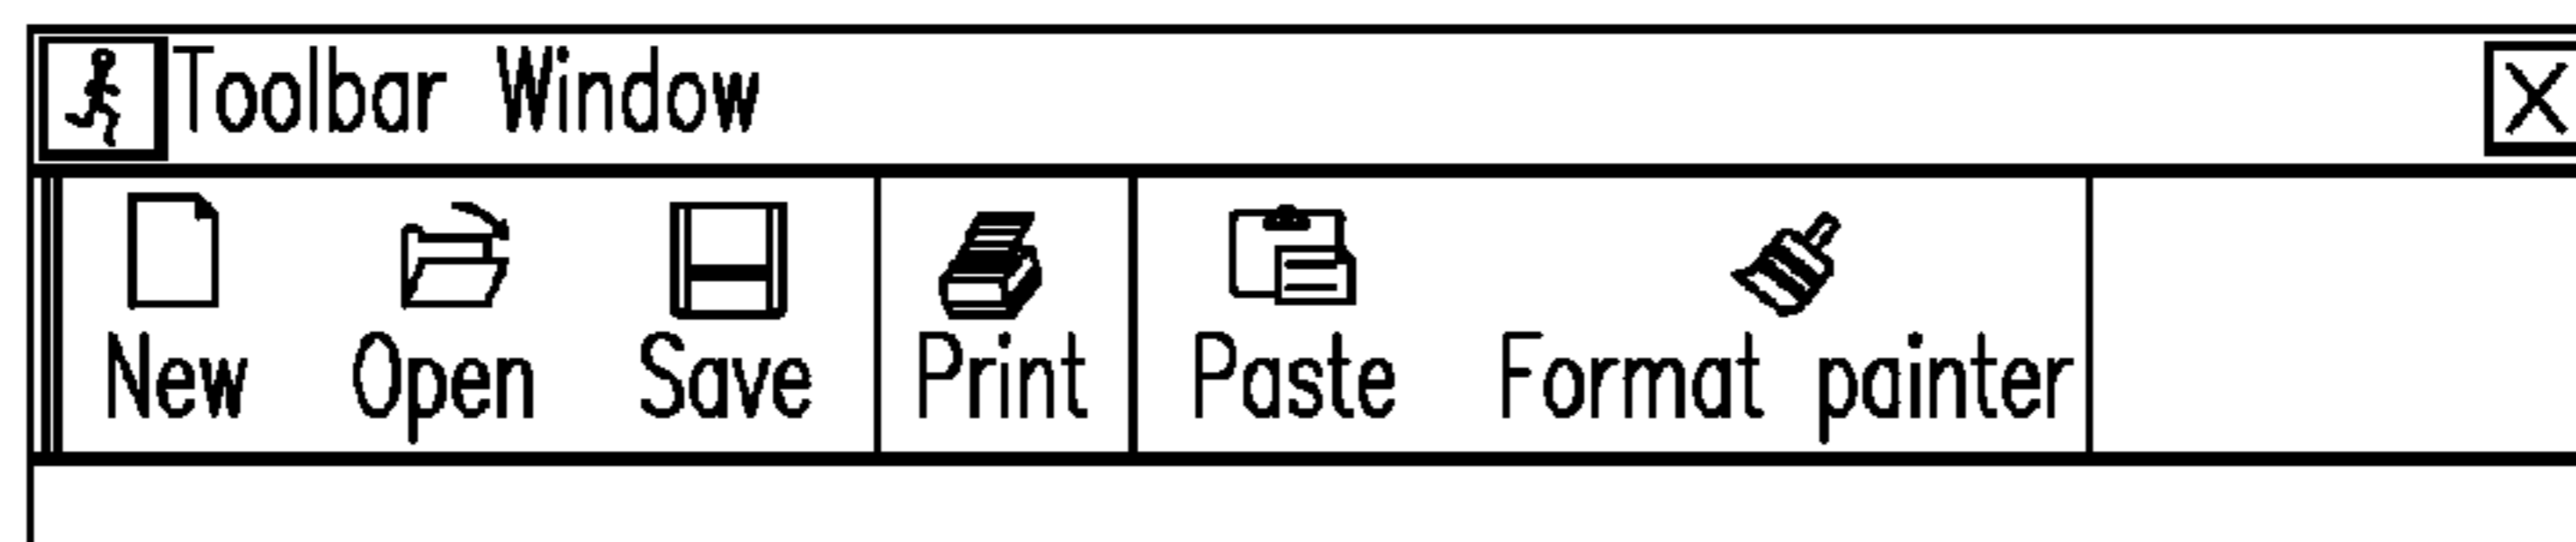 Toolbar Window
New Open Save Print Paste Format painter